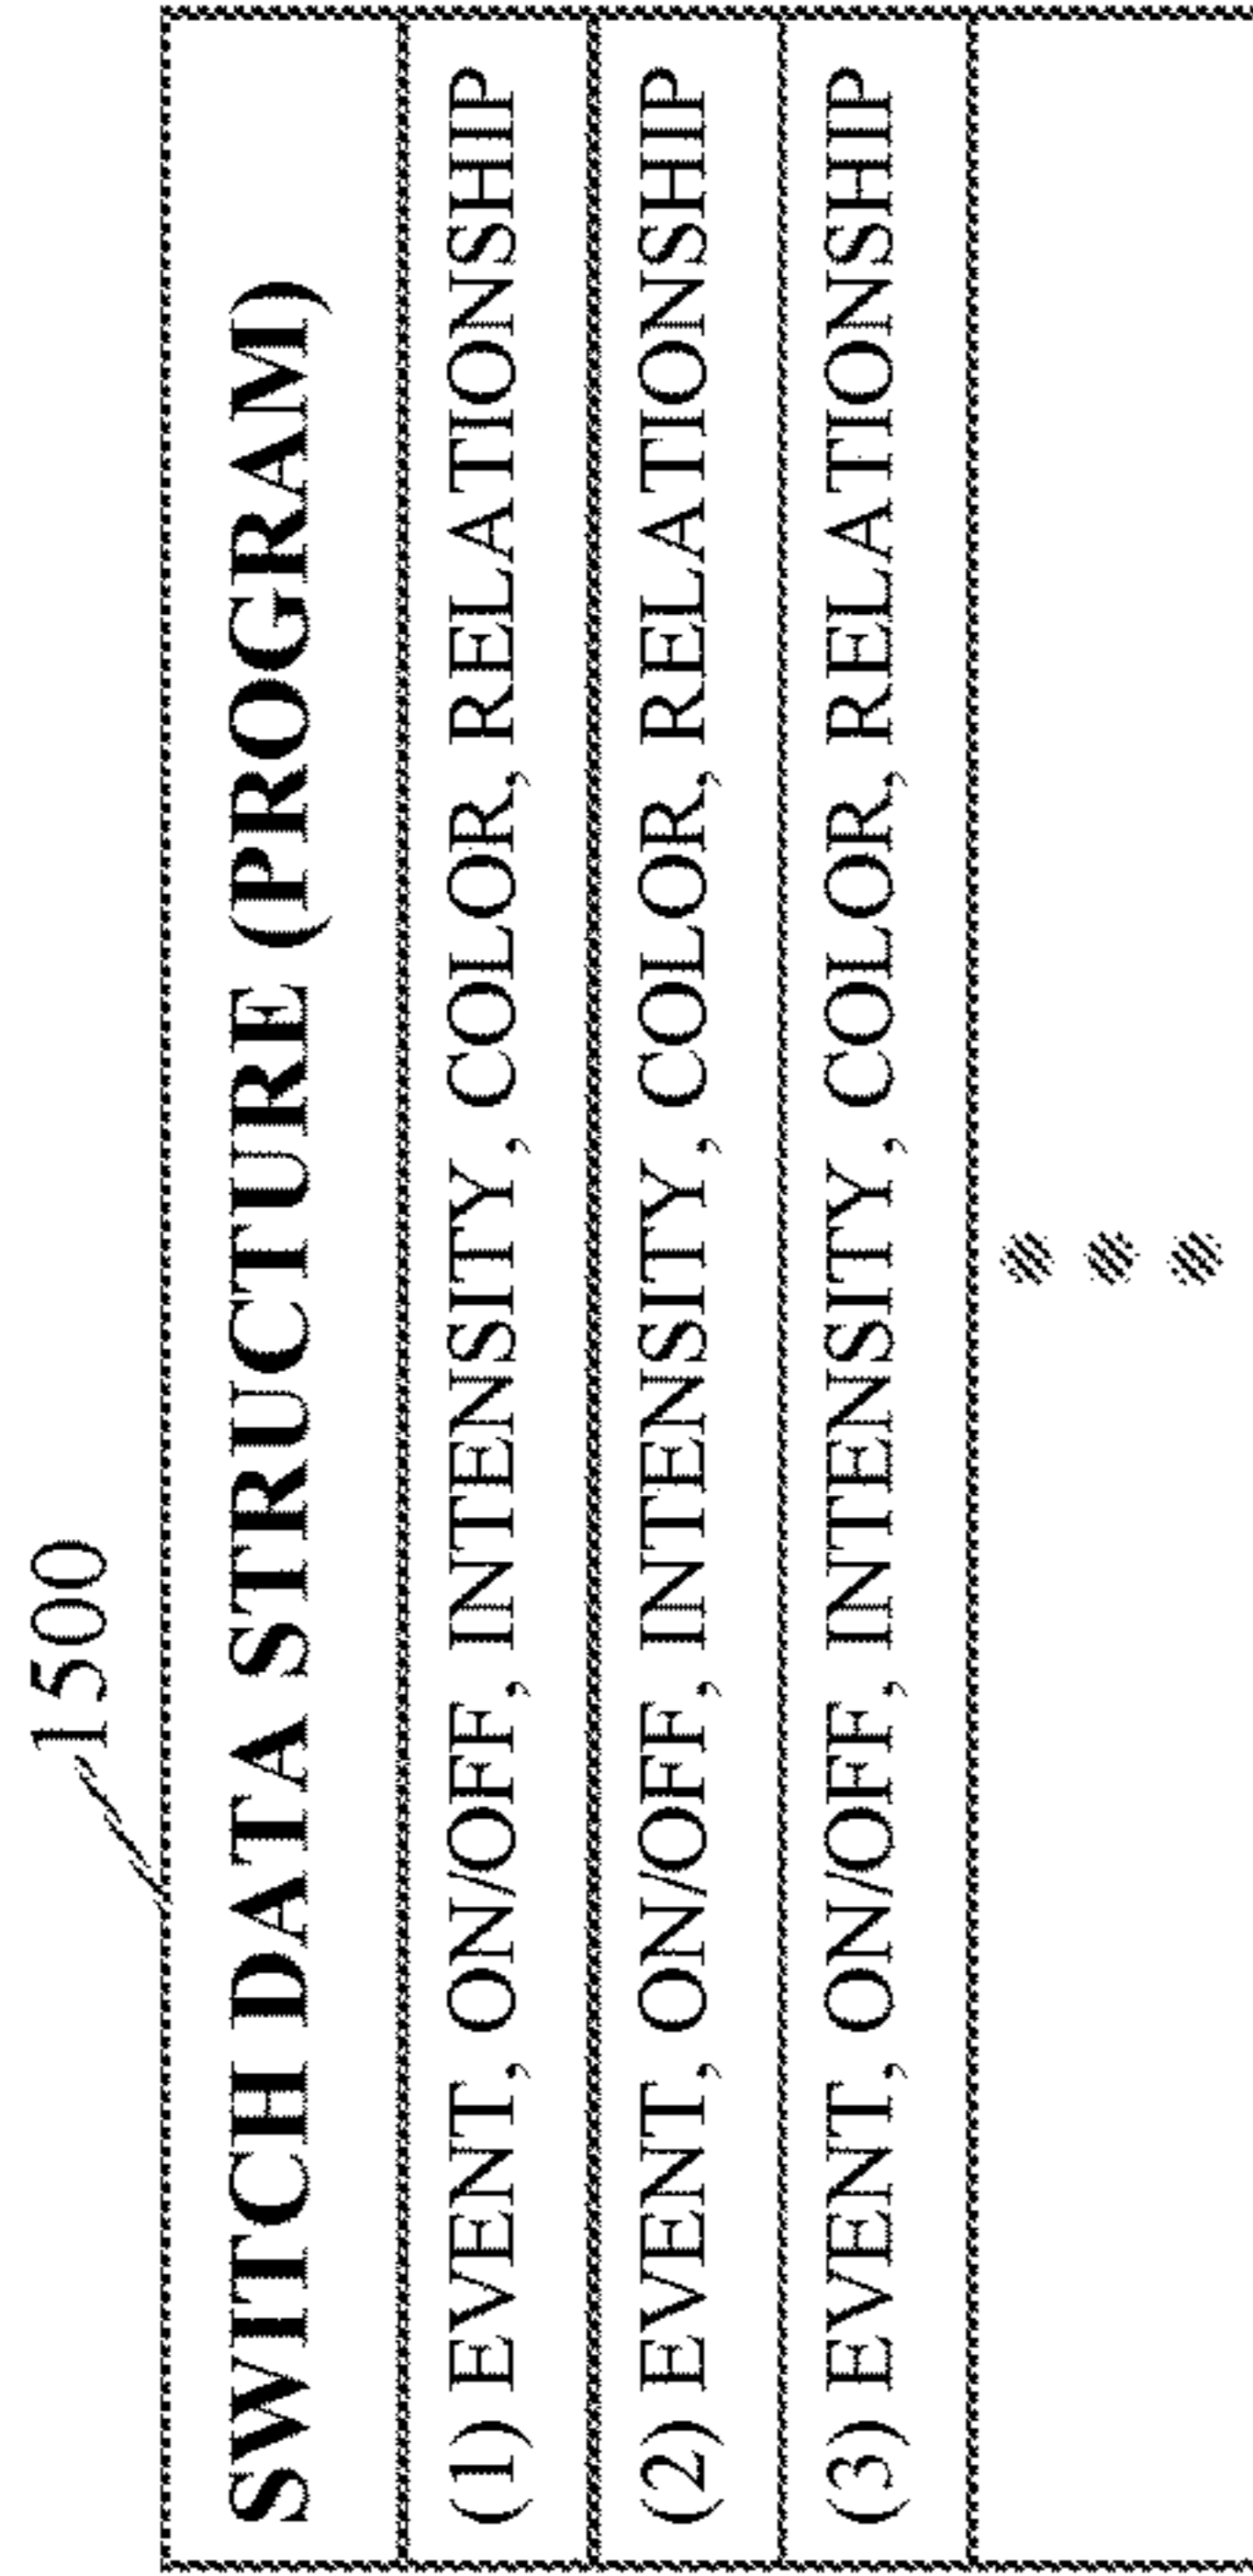 1500
SWITCH DATA STRUCTURE (PROGRAM)
(1) EVENT, ON/OFF, INTENSITY, COLOR, RELATIONSHIP
(2) EVENT, ON/OFF, INTENSITY, COLOR, RELATIONSHIP
(3) EVENT, ON/OFF, INTENSITY, COLOR, RELATIONSHIP